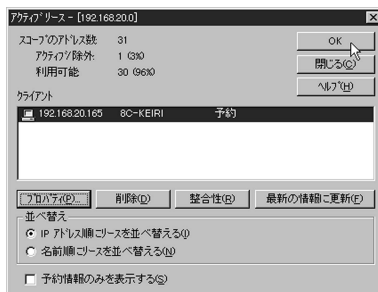 アクティブ リース - [192.168.20.0]
スコープのアドレス数: 31
アクティブ/除外: 1 (3%)
利用可能: 30 (96%)
OK
閉じる(C)
ヘルプ(H)
クライアント
192.168.20.165 8C-KEIRI 予約
プロパティ(P)... 削除(D) 整合性(R) 最新の情報に更新(F)
並べ替え
IP アドレス順にリースを並べ替える(I)
名前順にリースを並べ替える(N)
予約情報のみを表示する(S)